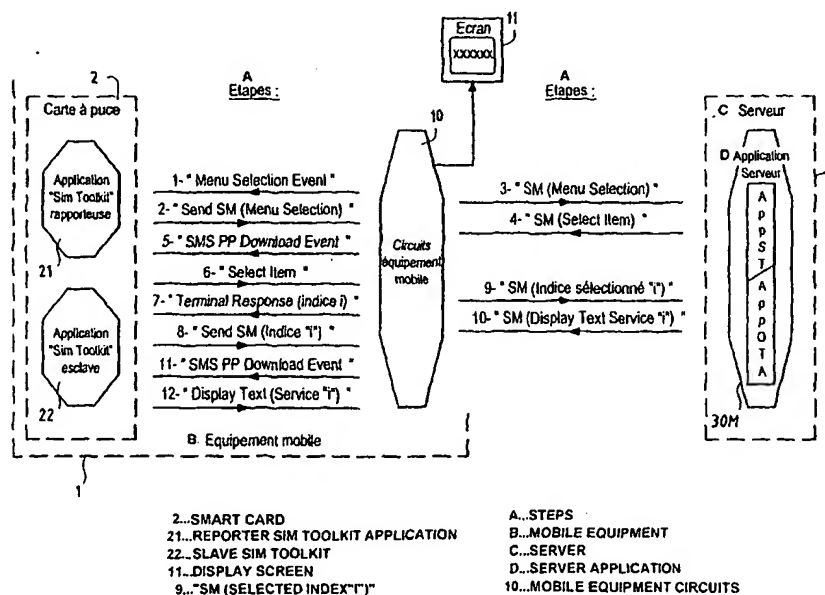 Ecran
11
XXXXXX
2
A
Etapes :
A
Etapes :
Carte à puce
10
C Serveur
D Application
Serveur
Application
"Sim Toolkit"
rapporteuse
21
1- " Menu Selection Event "
2- " Send SM (Menu Selection) "
5- " SMS PP Download Event "
6- " Select Item "
7- " Terminal Response (indice i) "
8- " Send SM (Indice "i") "
11- " SMS PP Download Event "
12- " Display Text (Service "i") "
Circuits
équipement
mobile
3- "SM (Menu Selection) "
4- "SM (Select Item) "
9- "SM (Indice sélectionné "i") "
10- "SM (Display Text Service "i") "
AppST
AppOTA
Application
"Sim Toolkit"
esclave
22
30M
B. Equipement mobile
1
2...SMART CARD
21...REPORTER SIM TOOLKIT APPLICATION
22...SLAVE SIM TOOLKIT
11...DISPLAY SCREEN
9..."SM (SELECTED INDEX"I")"
A...STEPS
B...MOBILE EQUIPMENT
C...SERVER
D...SERVER APPLICATION
10...MOBILE EQUIPMENT CIRCUITS